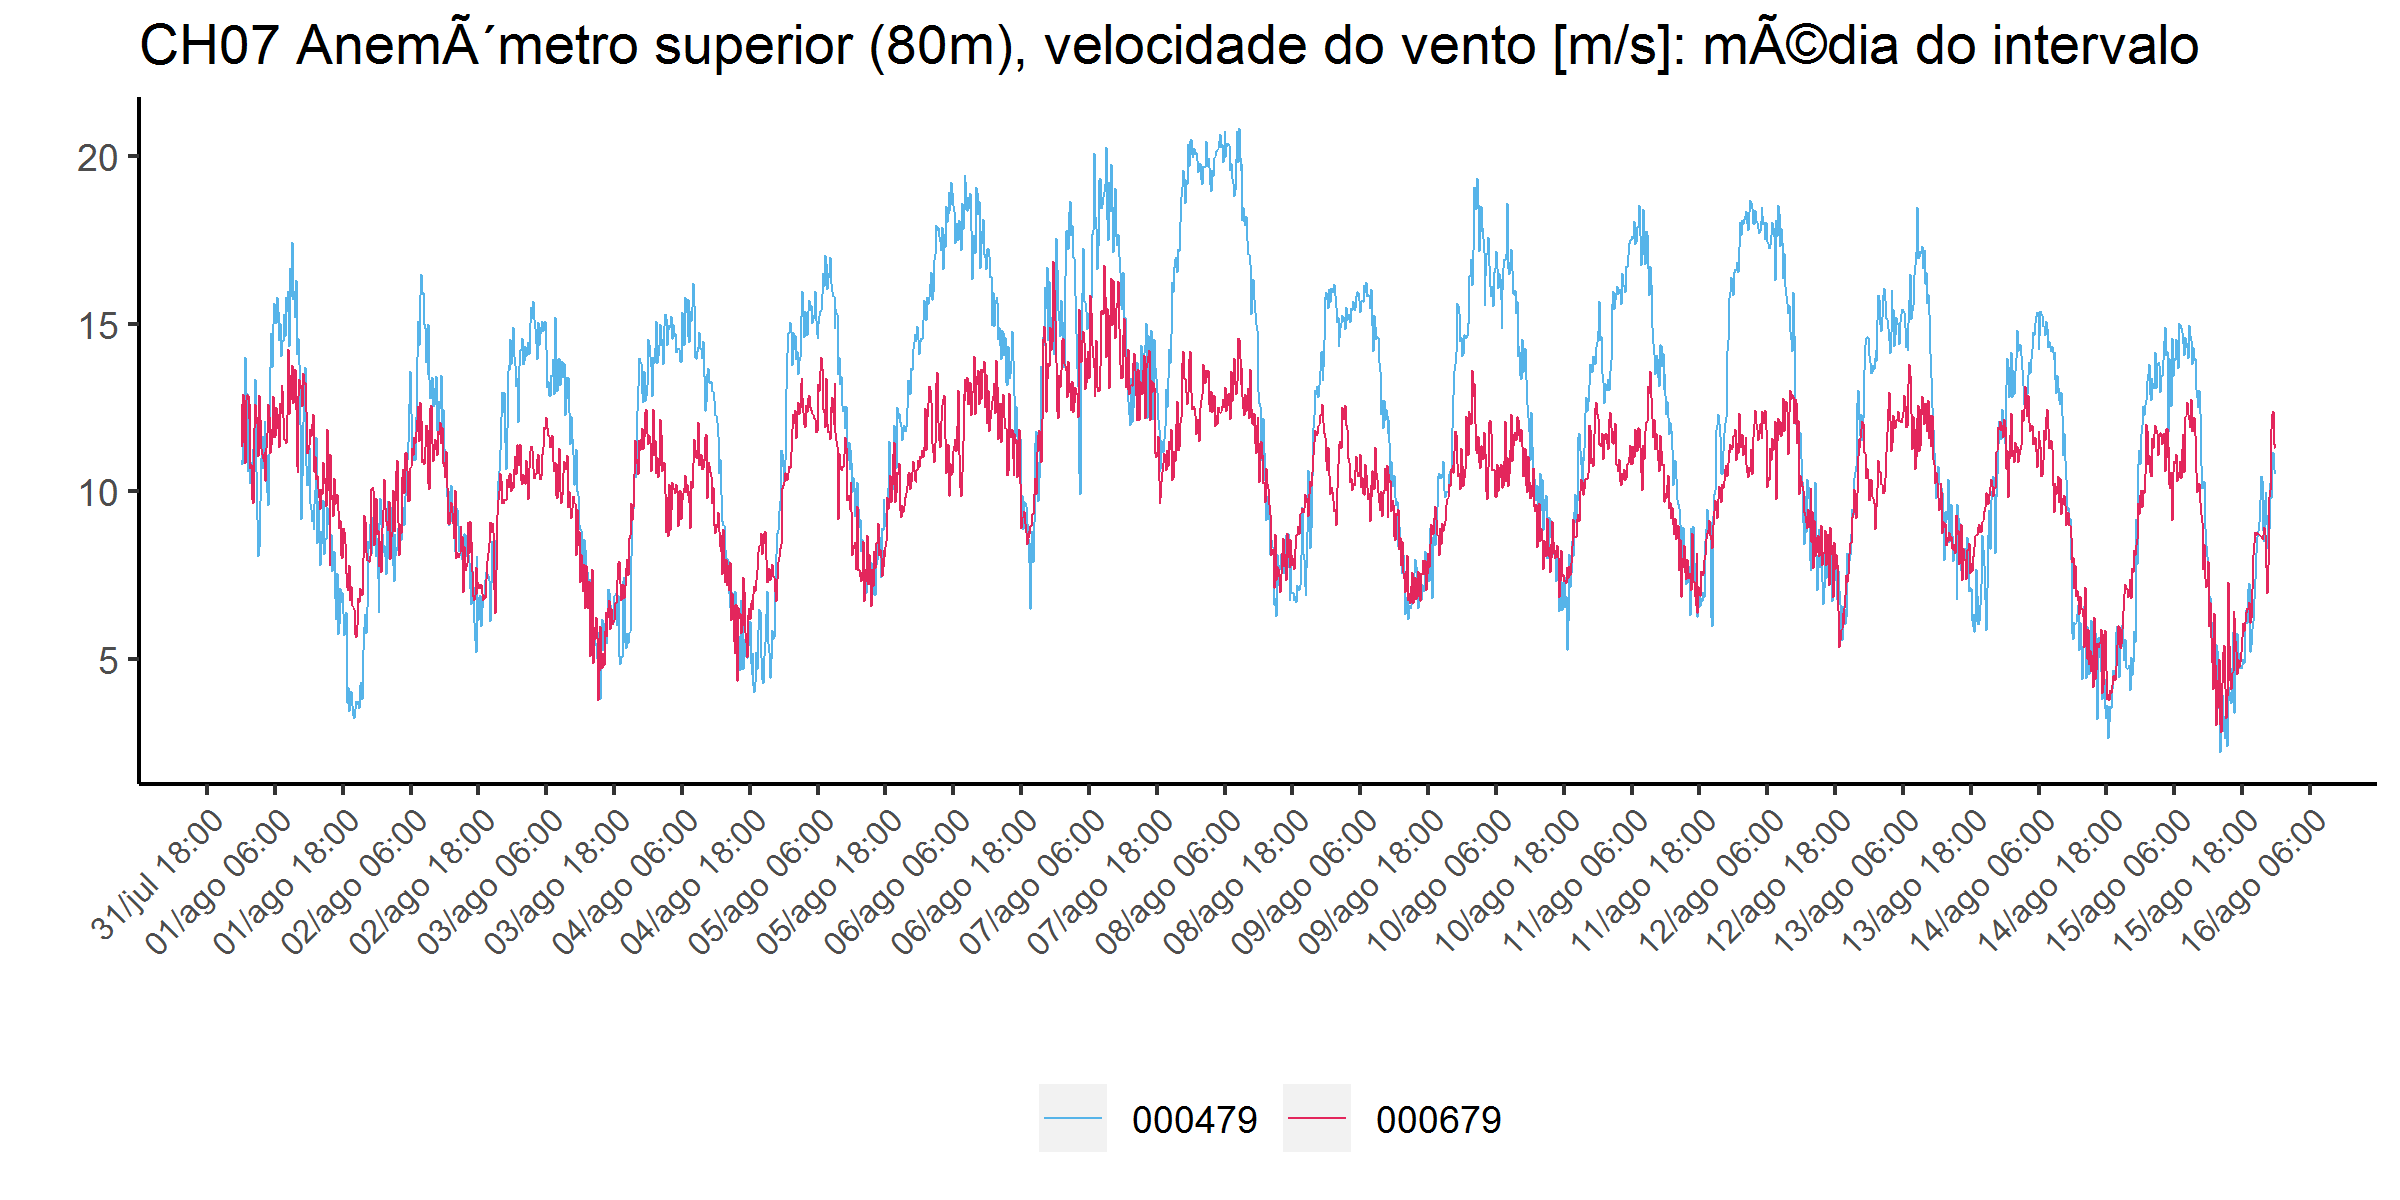 CH07 AnemÃ´metro superior (80m), velocidade do vento [m/s]: mÃ©dia do intervalo
20
15
10
5
31/jul 18:00
01/ago 06:00
01/ago 18:00
02/ago 06:00
02/ago 18:00
03/ago 06:00
03/ago 18:00
04/ago 06:00
04/ago 18:00
05/ago 06:00
05/ago 18:00
06/ago 06:00
06/ago 18:00
07/ago 06:00
07/ago 18:00
08/ago 06:00
08/ago 18:00
09/ago 06:00
09/ago 18:00
10/ago 06:00
10/ago 18:00
11/ago 06:00
11/ago 18:00
12/ago 06:00
12/ago 18:00
13/ago 06:00
13/ago 18:00
14/ago 06:00
14/ago 18:00
15/ago 06:00
15/ago 18:00
16/ago 06:00
000479
000679